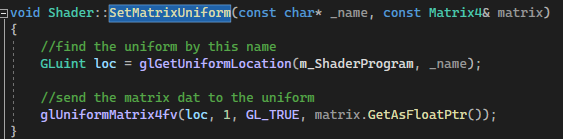 void Shader::SetMatrixUniform(const char* _name, const Matrix4& matrix)
{
//find the uniform by this name
GLuint loc = glGetUniformLocation(m_ShaderProgram, _name);
//send the matrix dat to the uniform
glUniformMatrix4fv(loc, 1, GL_TRUE, matrix.GetAsFloatPtr());
}